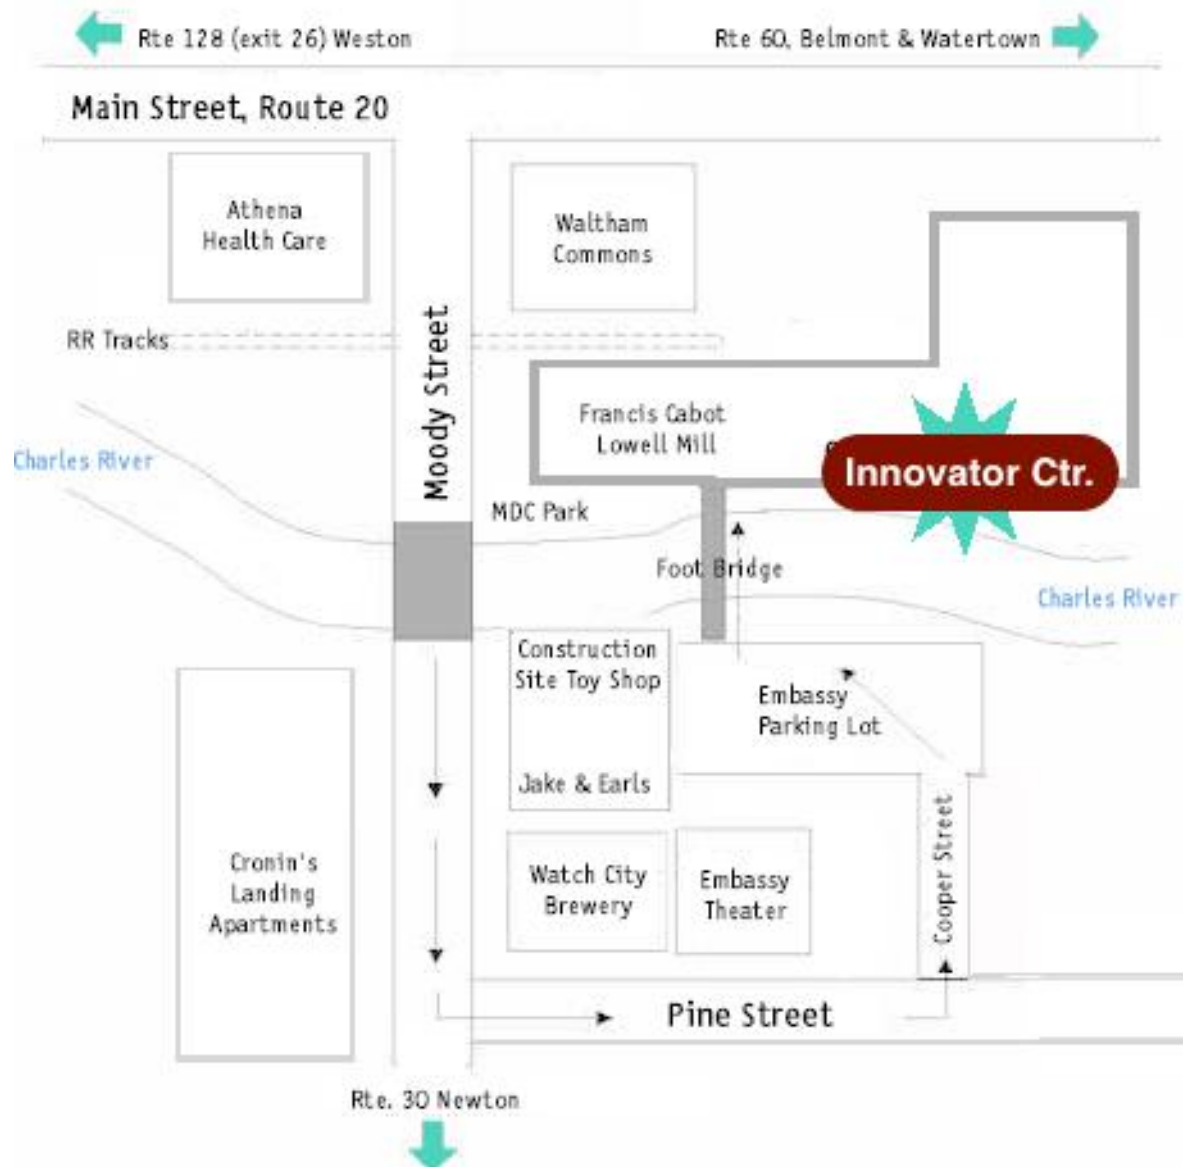 Rte 128 (exit 26) Weston
Rte 60, Belmont & Watertown
Main Street, Route 20
Athena
Health Care
Waltham
Commons
RR Tracks
Moody Street
Francis Cabot
Lowell Mill
Innovator Ctr.
Charles River
MDC Park
Foot Bridge
Charles River
Construction
Site Toy Shop
Embassy
Parking Lot
Jake & Earls
Cronin's
Landing
Apartments
Watch City
Brewery
Embassy
Theater
Cooper Street
Pine Street
Rte. 30 Newton